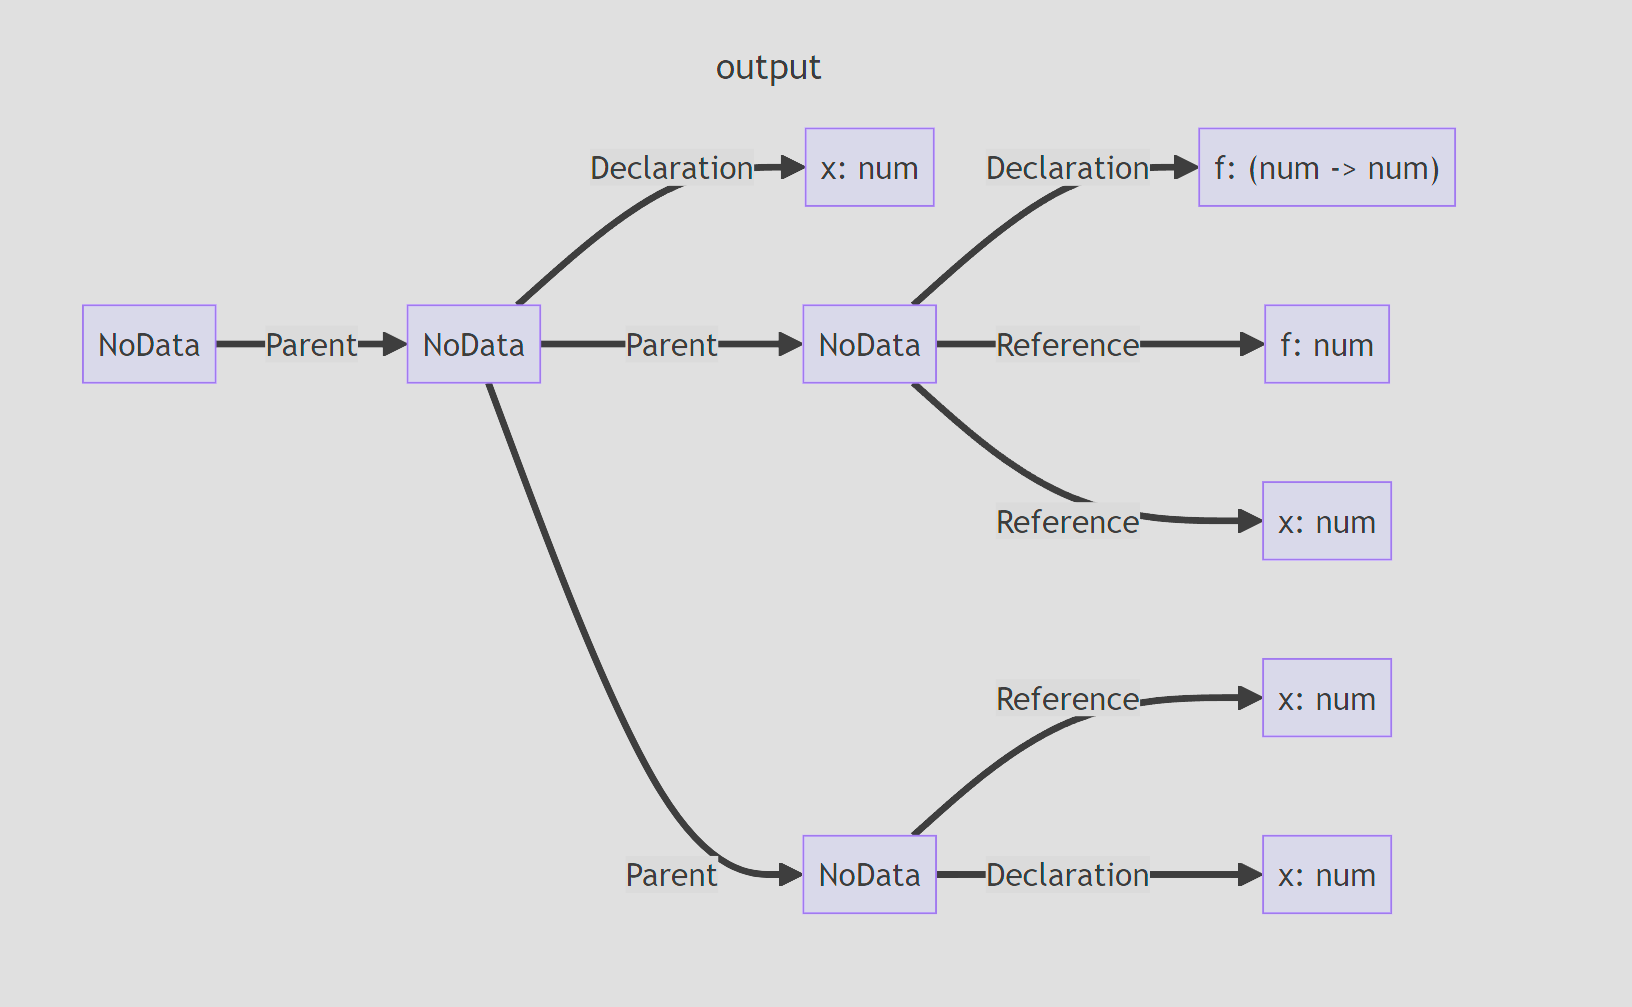 output
Declaration
x: num
Declaration
f: (num -> num)
NoData
Parent
NoData
Parent
NoData
Reference
f: num
Reference
x: num
Reference
x: num
Parent
NoData
Declaration
x: num